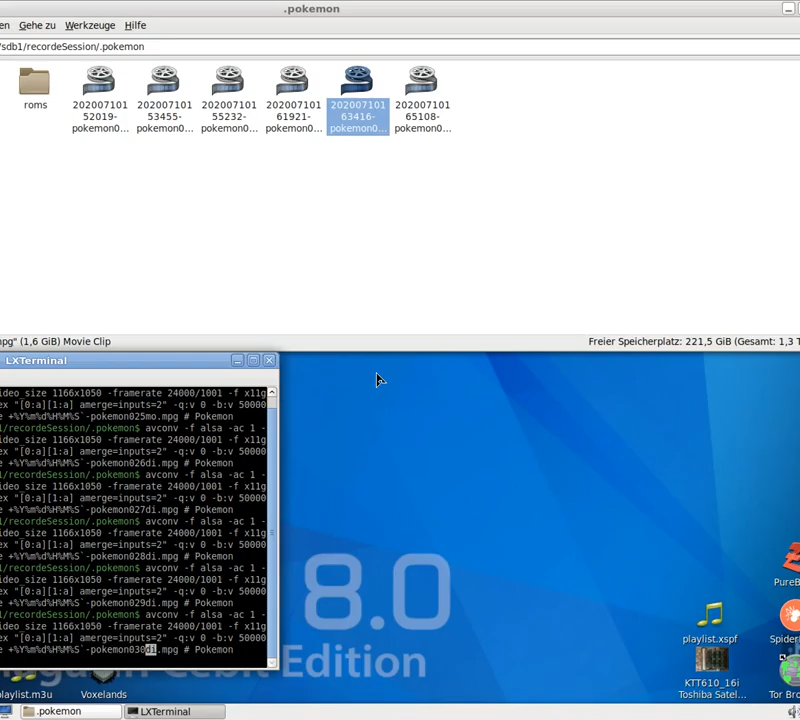 .pokemon
en Gehe zu Werkzeuge Hilfe
/sdb1/recordeSession/.pokemon
roms
202007101
52019-
pokemon0...
202007101
53455-
pokemon0...
202007101
55232-
pokemon0...
202007101
61921-
pokemon0...
202007101
63416-
pokemon0...
202007101
65108-
pokemon0...
mpg" (1,6 GiB) Movie Clip
Freier Speicherplatz: 221,5 GiB (Gesamt: 1,3 T
LXTerminal
ideo_size 1166x1050 -framerate 24000/1001 -f x11g
ex "[0:a][1:a] amerge=inputs=2" -q:v 0 -b:v 50000
e +%Y%m%d%H%M%S`-pokemon025mo.mpg # Pokemon
1/recordeSession/.pokemon$ avconv -f alsa -ac 1 -
ideo_size 1166x1050 -framerate 24000/1001 -f x11g
ex "[0:a][1:a] amerge=inputs=2" -q:v 0 -b:v 50000
e +%Y%m%d%H%M%S`-pokemon026di.mpg # Pokemon
1/recordeSession/.pokemon$ avconv -f alsa -ac 1 -
ideo_size 1166x1050 -framerate 24000/1001 -f x11g
ex "[0:a][1:a] amerge=inputs=2" -q:v 0 -b:v 50000
e +%Y%m%d%H%M%S`-pokemon027di.mpg # Pokemon
1/recordeSession/.pokemon$ avconv -f alsa -ac 1 -
ideo_size 1166x1050 -framerate 24000/1001 -f x11g
ex "[0:a][1:a] amerge=inputs=2" -q:v 0 -b:v 50000
e +%Y%m%d%H%M%S`-pokemon028di.mpg # Pokemon
1/recordeSession/.pokemon$ avconv -f alsa -ac 1 -
ideo_size 1166x1050 -framerate 24000/1001 -f x11g
ex "[0:a][1:a] amerge=inputs=2" -q:v 0 -b:v 50000
e +%Y%m%d%H%M%S`-pokemon029di.mpg # Pokemon
1/recordeSession/.pokemon$ avconv -f alsa -ac 1 -
ideo_size 1166x1050 -framerate 24000/1001 -f x11g
ex "[0:a][1:a] amerge=inputs=2" -q:v 0 -b:v 50000
e +%Y%m%d%H%M%S`-pokemon030di.mpg # Pokemon
8.0
Cebit Edition
PureB
playlist.xspf
Spider
KTT610_16i
Toshiba Satel...
Tor Bro
playlist.m3u
Voxelands
.pokemon
LXTerminal